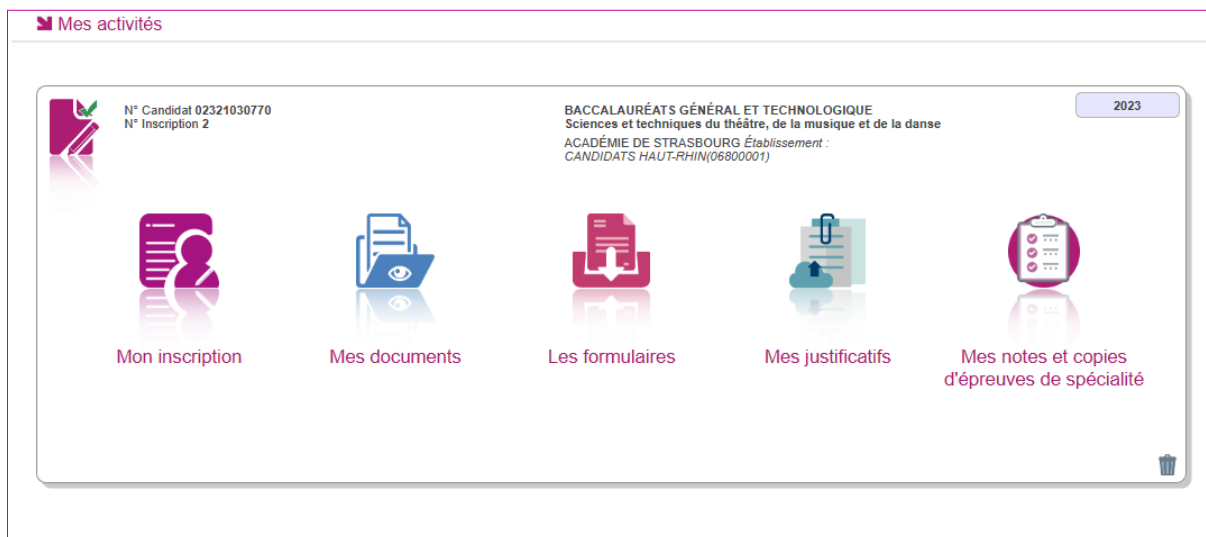 Mes activités
N° Candidat 02321030770
N° Inscription 2
BACCALAURÉATS GÉNÉRAL ET TECHNOLOGIQUE
Sciences et techniques du théâtre, de la musique et de la danse
ACADÉMIE DE STRASBOURG Établissement :
CANDIDATS HAUT-RHIN(06800001)
2023
Mon inscription
Mes documents
Les formulaires
Mes justificatifs
Mes notes et copies
d'épreuves de spécialité